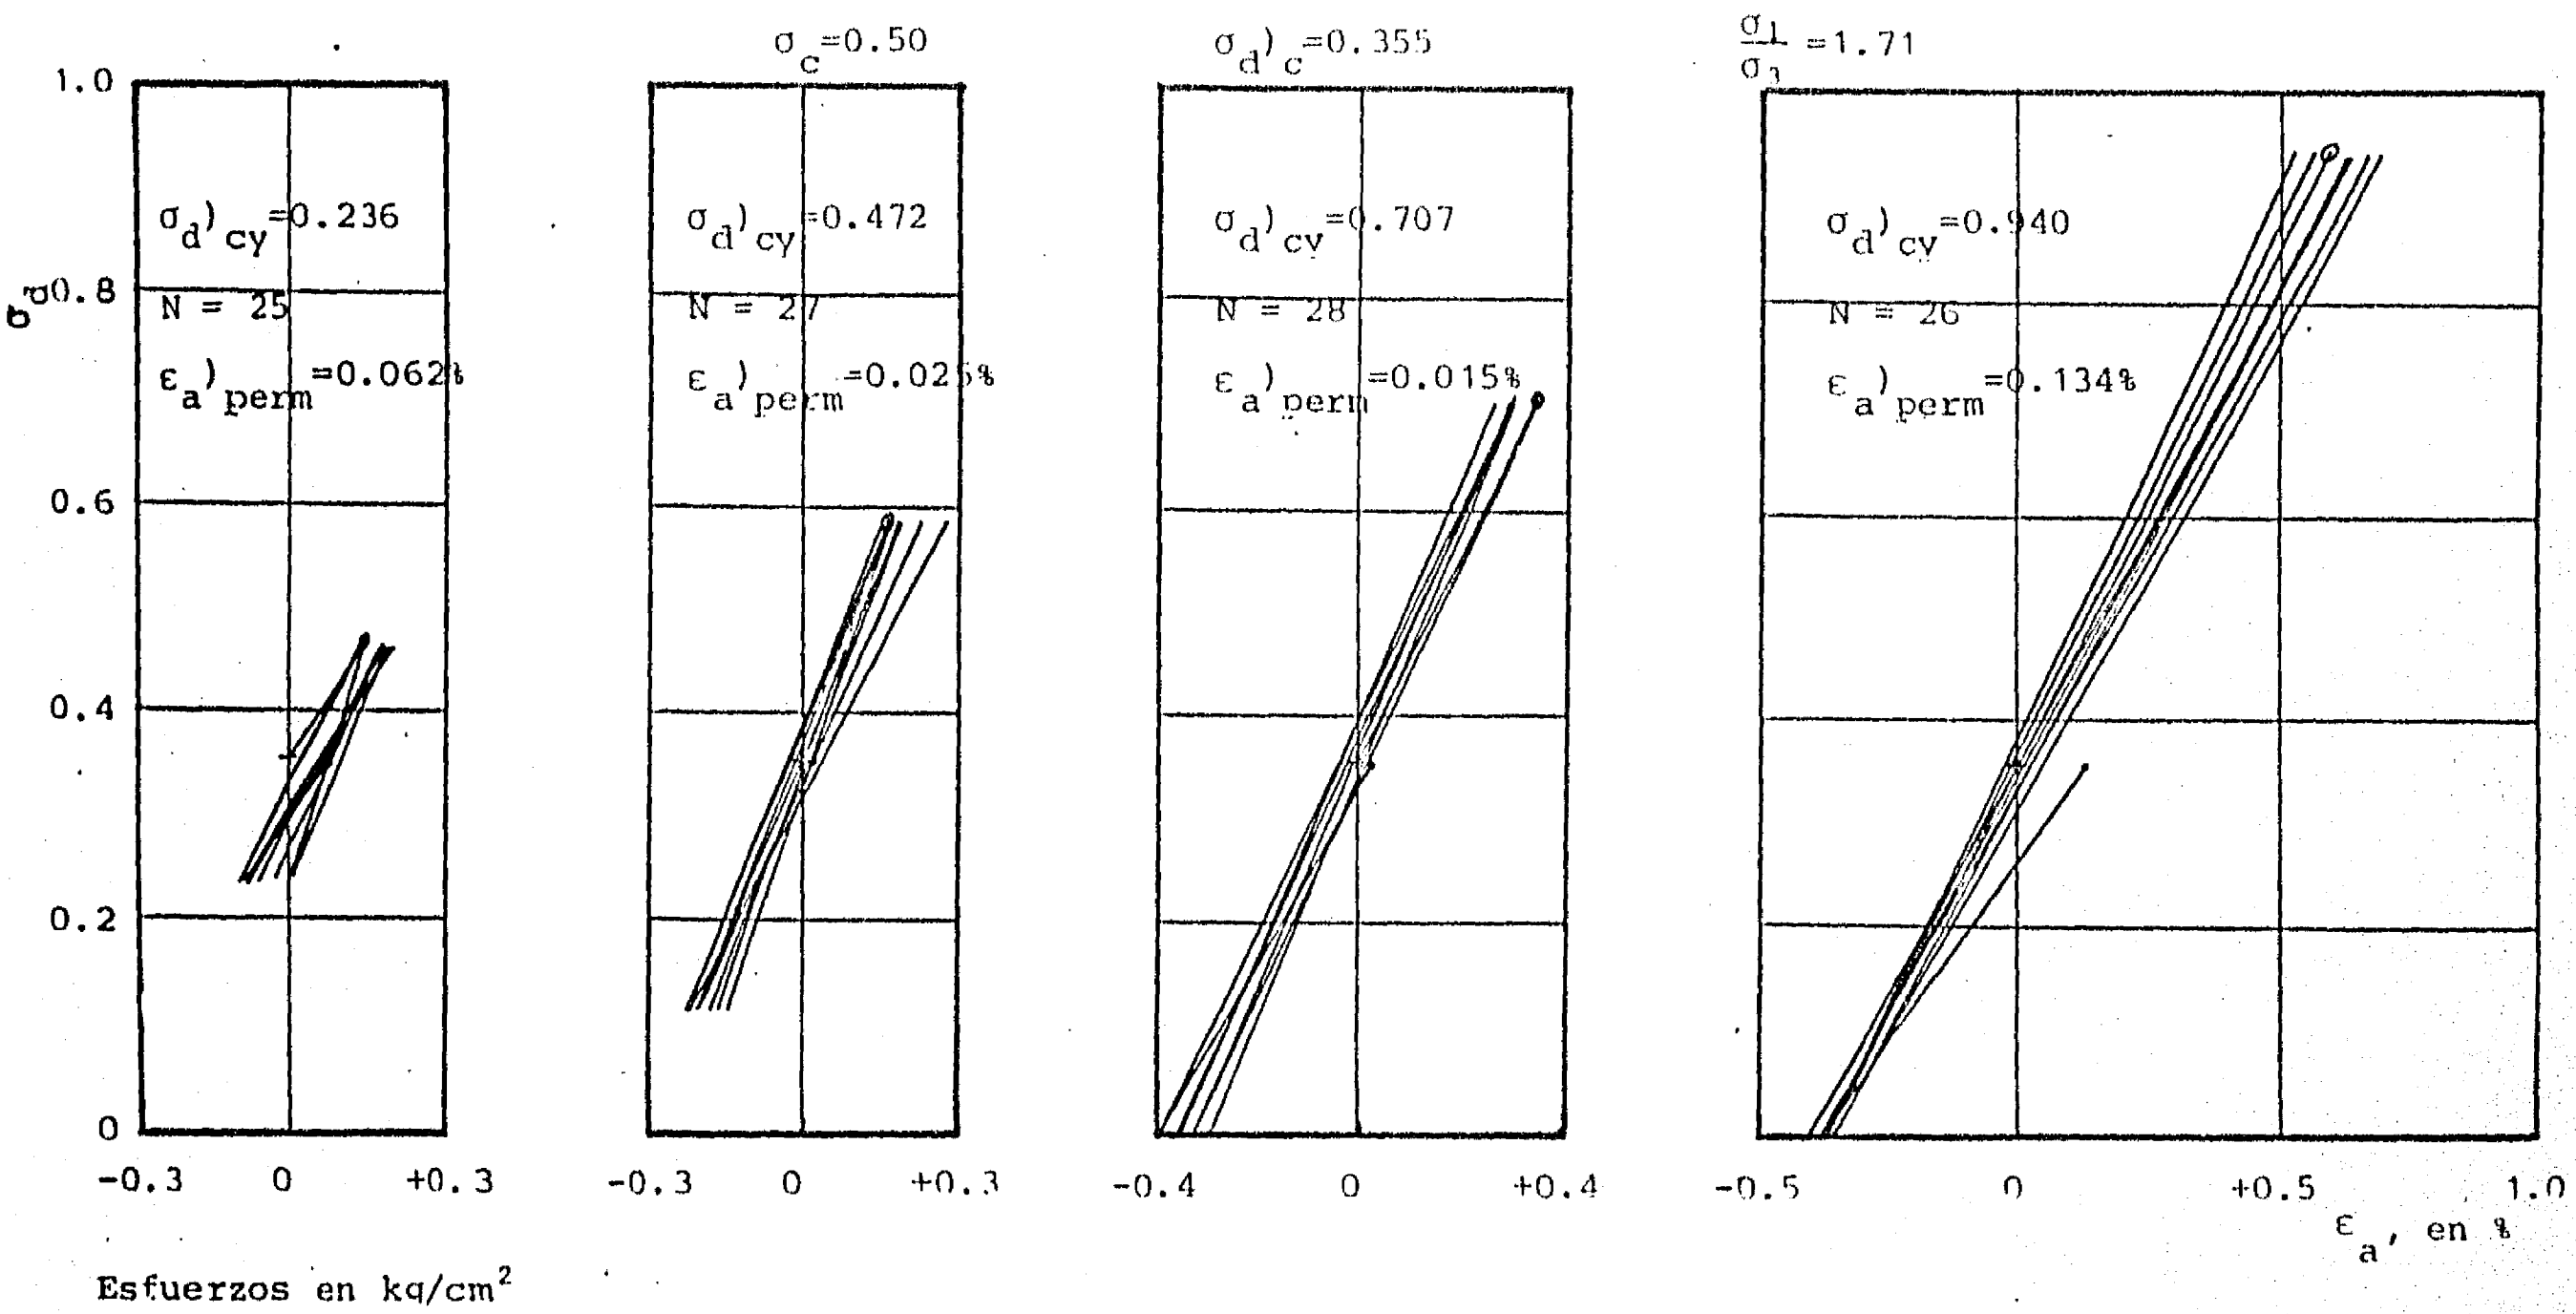 σc=0.50 σd)c=0.355 σ1/σ3 =1.71
1.0
σd)cy=0.236 σd)cy=0.472 σd)cy=0.707 σd)cy=0.940
σd 0.8
N = 25 N = 27 N = 28 N = 26
εa)perm=0.062% εa)perm=0.025% εa)perm=0.015% εa)perm=0.134%
0.6
0.4
0.2
0
-0.3 0 +0.3 -0.3 0 +0.3 -0.4 0 +0.4 -0.5 0 +0.5 1.0
εa, en %
Esfuerzos en kg/cm²